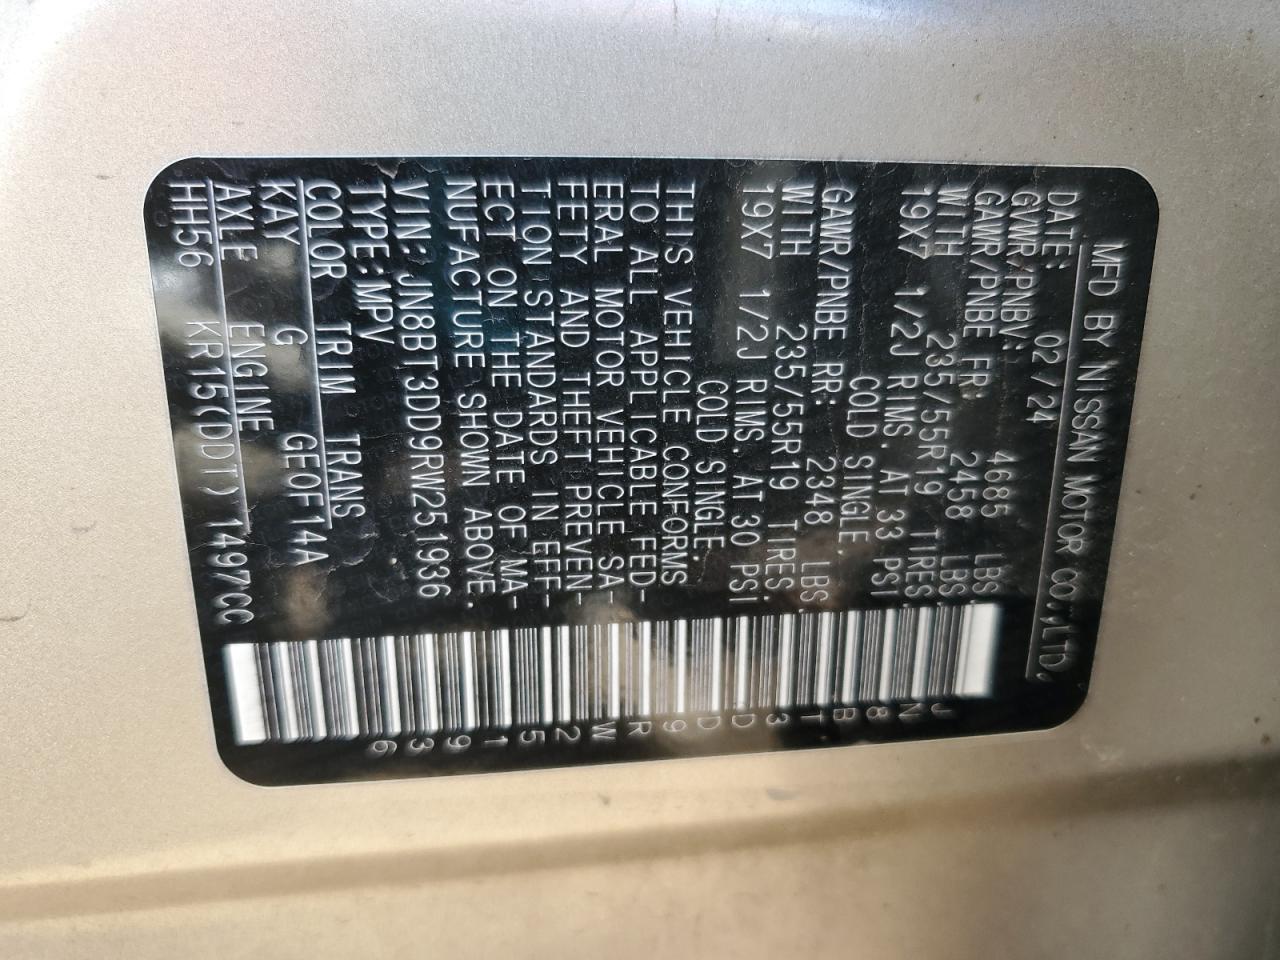 MFD BY NISSAN MOTOR CO.,LTD.
DATE: 02/24
GVWR/PNBV: 4685 LBS.
GAWR/PNBE FR: 2458 LBS.
WITH 235/55R19 TIRES.
19X7 1/2J RIMS. AT 33 PSI
COLD SINGLE.
GAWR/PNBE RR: 2348 LBS.
WITH 235/55R19 TIRES.
19X7 1/2J RIMS. AT 30 PSI
COLD SINGLE.
THIS VEHICLE CONFORMS
TO ALL APPLICABLE FED-
ERAL MOTOR VEHICLE SA-
FETY AND THEFT PREVEN-
TION STANDARDS IN EFF-
ECT ON THE DATE OF MA-
NUFACTURE SHOWN ABOVE.
VIN: JN8BT3DD9RW251936
TYPE:MPV
COLOR TRIM TRANS
KAY G GEOF14A
AXLE ENGINE
HH56 KR15(DDT) 1497CC
JN8BT3DD9RW251936